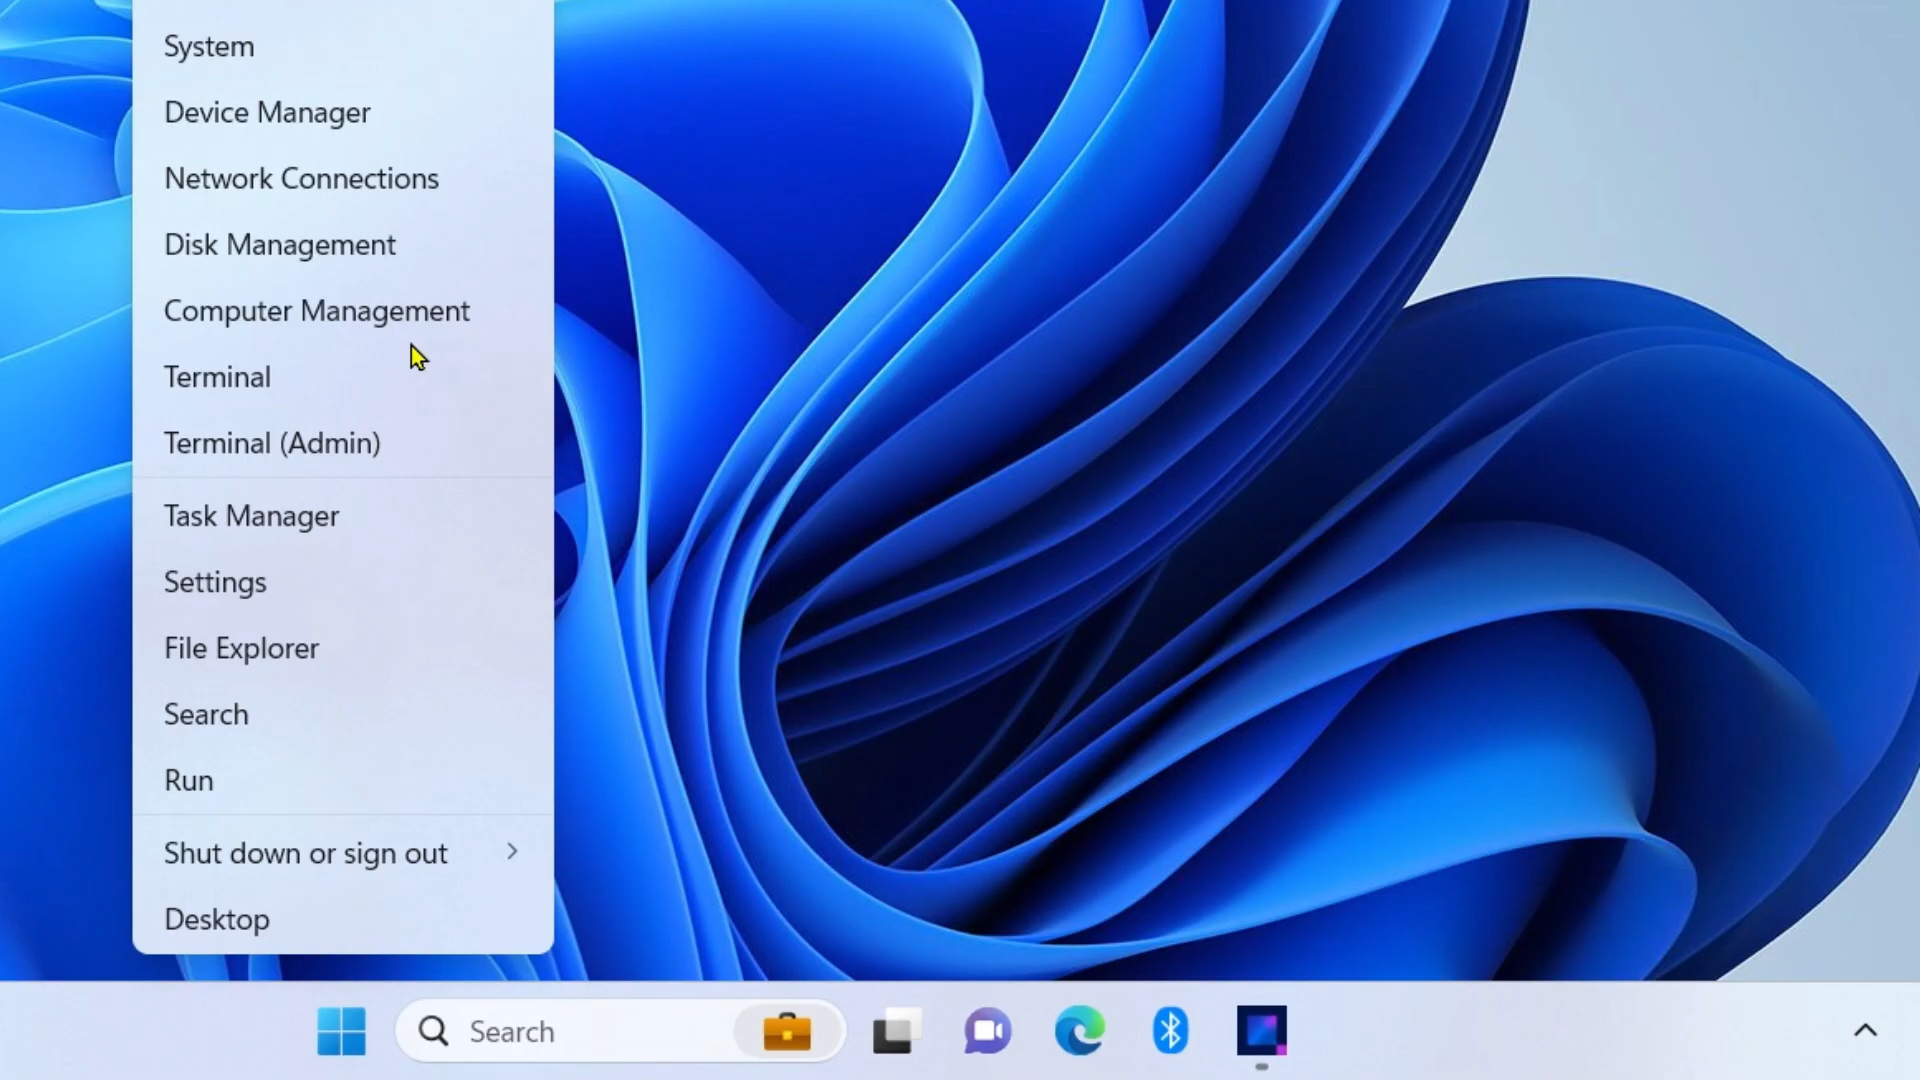 System
Device Manager
Network Connections
Disk Management
Computer Management
Terminal
Terminal (Admin)
Task Manager
Settings
File Explorer
Search
Run
Shut down or sign out
Desktop
Search